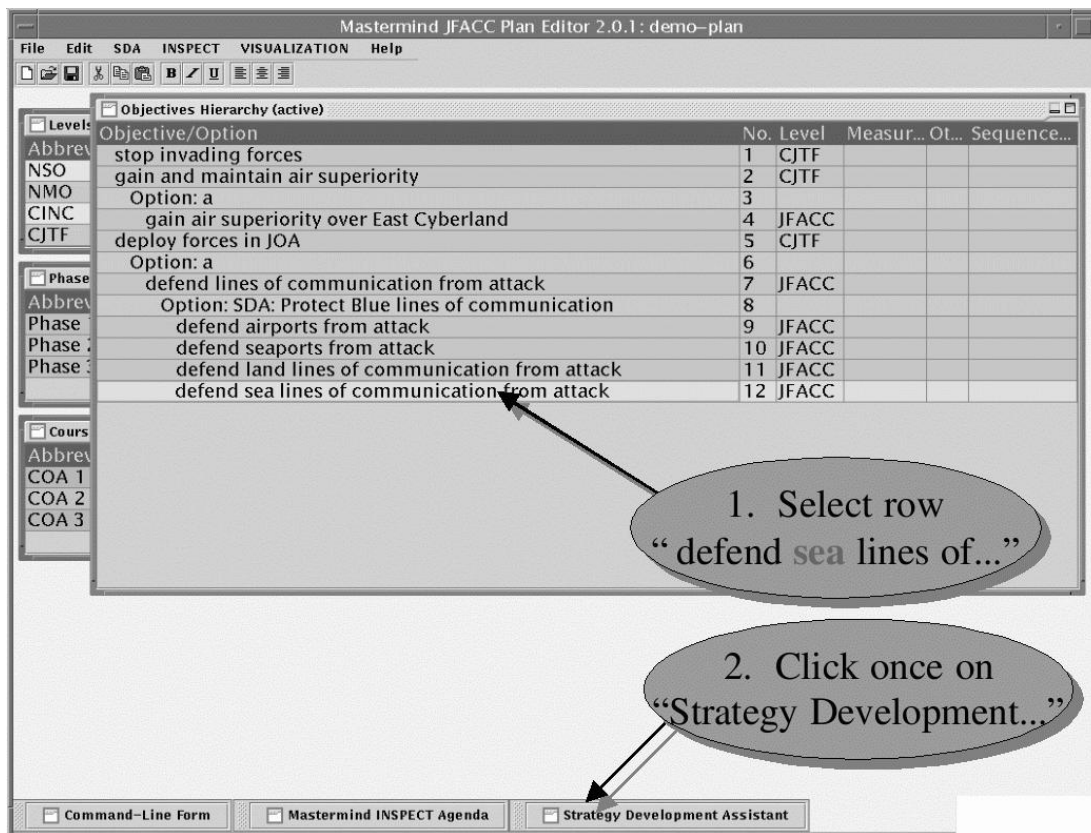 Mastermind JFACC Plan Editor 2.0.1: demo-plan
File Edit SDA INSPECT VISUALIZATION Help
B I U
Objectives Hierarchy (active)
Objective/Option No. Level Measur... Ot... Sequence...
stop invading forces 1 CJTF
gain and maintain air superiority 2 CJTF
Option: a 3
gain air superiority over East Cyberland 4 JFACC
deploy forces in JOA 5 CJTF
Option: a 6
defend lines of communication from attack 7 JFACC
Option: SDA: Protect Blue lines of communication 8
defend airports from attack 9 JFACC
defend seaports from attack 10 JFACC
defend land lines of communication from attack 11 JFACC
defend sea lines of communication from attack 12 JFACC
Levels
Abbrev
NSO
NMO
CINC
CJTF
Phase
Abbrev
Phase 1
Phase 2
Phase 3
Cours
Abbrev
COA 1
COA 2
COA 3
1. Select row
“ defend sea lines of...”
2. Click once on
“Strategy Development...”
Command-Line Form Mastermind INSPECT Agenda Strategy Development Assistant